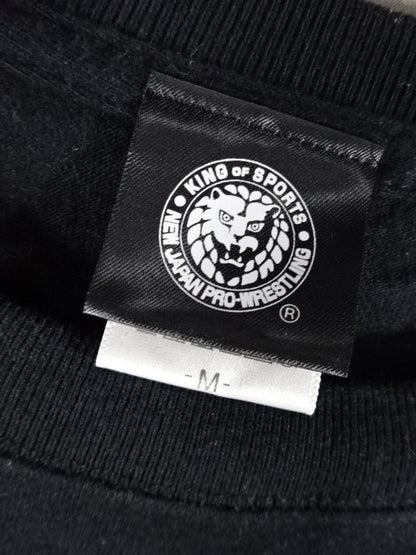 KING OF SPORTS
NEW JAPAN PRO-WRESTLING
®
-M-